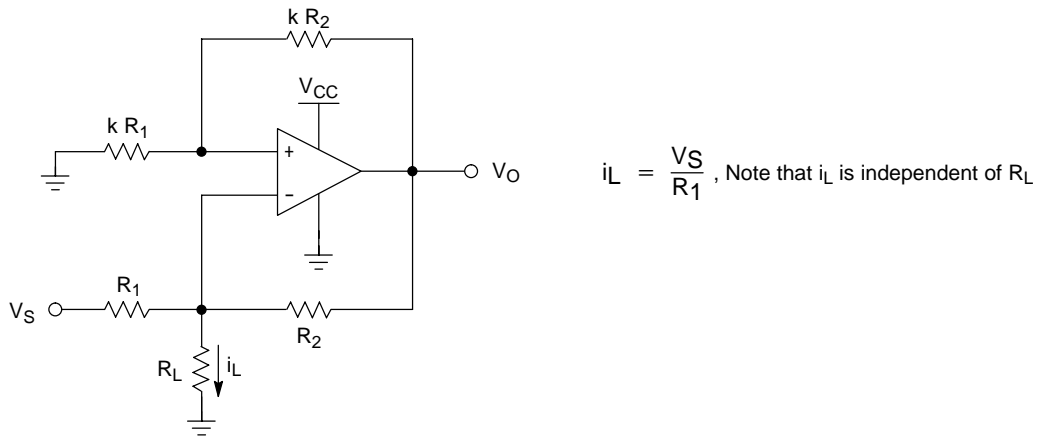 k R2
VCC
k R1
+
−
VO
iL = VS / R1 , Note that iL is independent of RL
R1
VS
R2
RL
iL